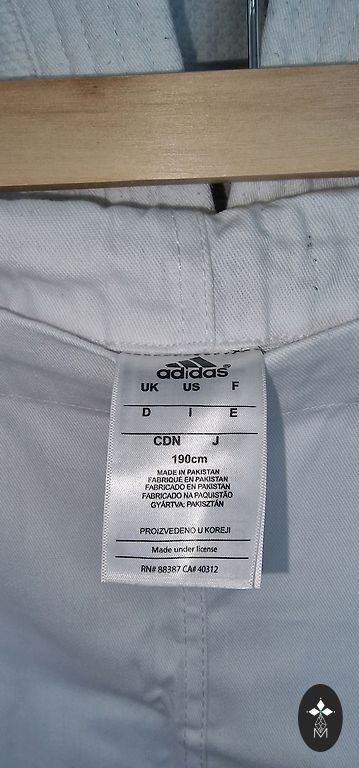 adidas®
UK US F
D I E
CDN J
190cm
MADE IN PAKISTAN
FABRIQUÉ EN PAKISTAN
FABRICADO EN PAKISTAN
FABRICADO NA PAQUISTÃO
GYÁRTVA: PAKISZTÁN
PROIZVEDENO U KOREJI
Made under license
RN# 88387 CA# 40312
M